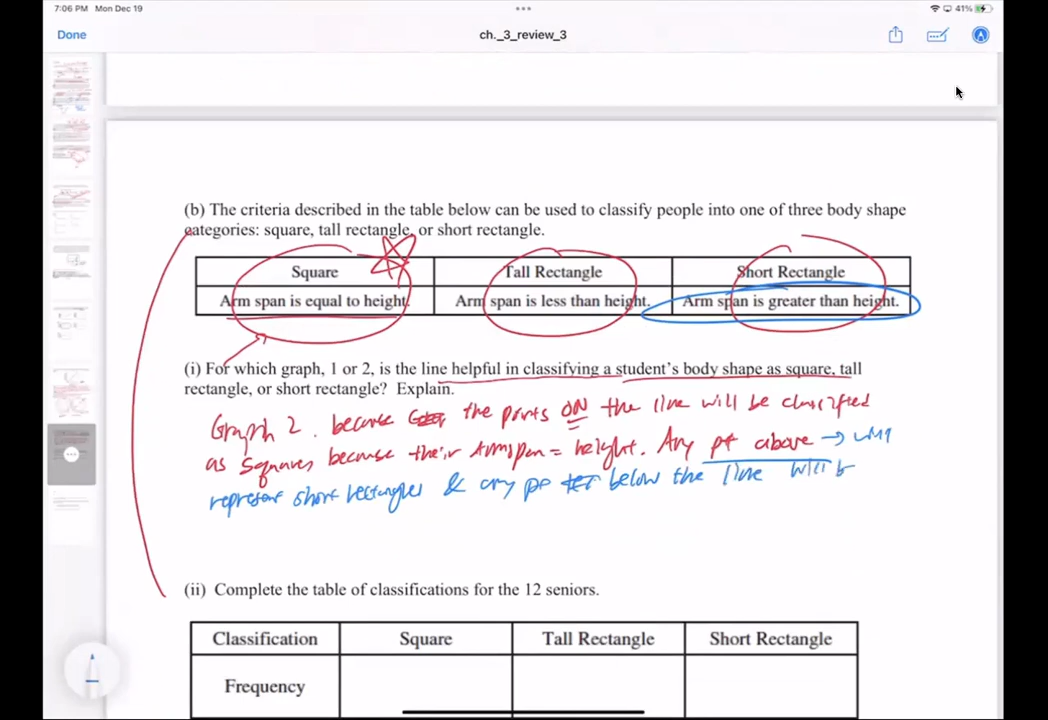 7:06 PM Mon Dec 19
41%
Done
ch._3_review_3
(b) The criteria described in the table below can be used to classify people into one of three body shape
categories: square, tall rectangle, or short rectangle.
Square Tall Rectangle Short Rectangle
Arm span is equal to height. Arm span is less than height. Arm span is greater than height.
(i) For which graph, 1 or 2, is the line helpful in classifying a student's body shape as square, tall
rectangle, or short rectangle? Explain.
Graph 2. because the points ON the line will be classified
as squares because their Armspan = height. Any pt above → will
represent short rectangles & any pt below the line will b
(ii) Complete the table of classifications for the 12 seniors.
Classification Square Tall Rectangle Short Rectangle
Frequency